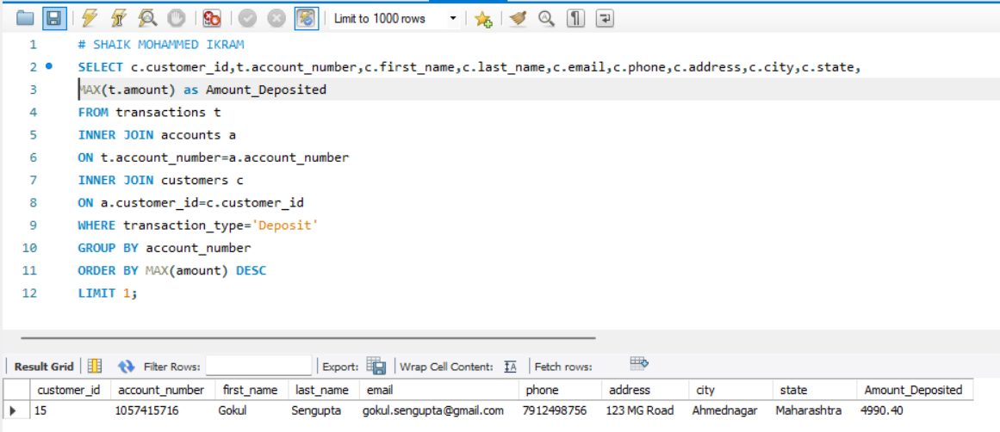 Limit to 1000 rows
1 # SHAIK MOHAMMED IKRAM
2 SELECT c.customer_id,t.account_number,c.first_name,c.last_name,c.email,c.phone,c.address,c.city,c.state,
3 MAX(t.amount) as Amount_Deposited
4 FROM transactions t
5 INNER JOIN accounts a
6 ON t.account_number=a.account_number
7 INNER JOIN customers c
8 ON a.customer_id=c.customer_id
9 WHERE transaction_type='Deposit'
10 GROUP BY account_number
11 ORDER BY MAX(amount) DESC
12 LIMIT 1;
Result Grid Filter Rows: Export: Wrap Cell Content: IA Fetch rows:
customer_id account_number first_name last_name email phone address city state Amount_Deposited
15 1057415716 Gokul Sengupta gokul.sengupta@gmail.com 7912498756 123 MG Road Ahmednagar Maharashtra 4990.40